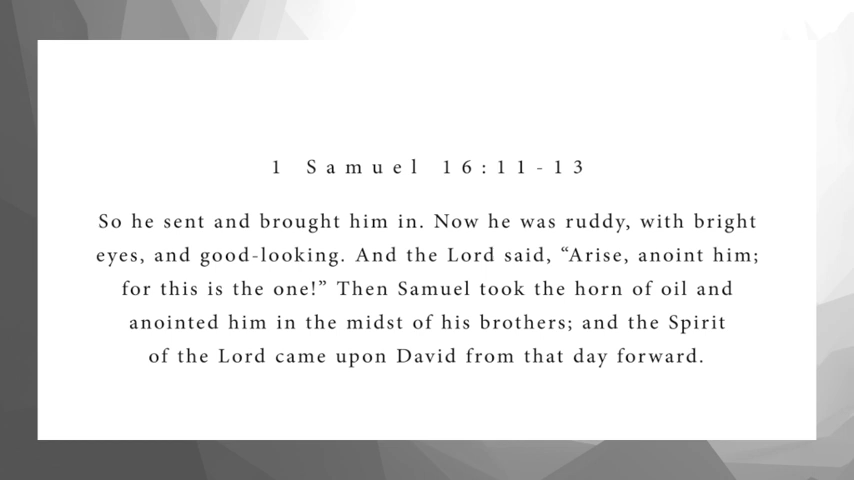 1 Samuel 16:11-13
So he sent and brought him in. Now he was ruddy, with bright
eyes, and good-looking. And the Lord said, “Arise, anoint him;
for this is the one!” Then Samuel took the horn of oil and
anointed him in the midst of his brothers; and the Spirit
of the Lord came upon David from that day forward.